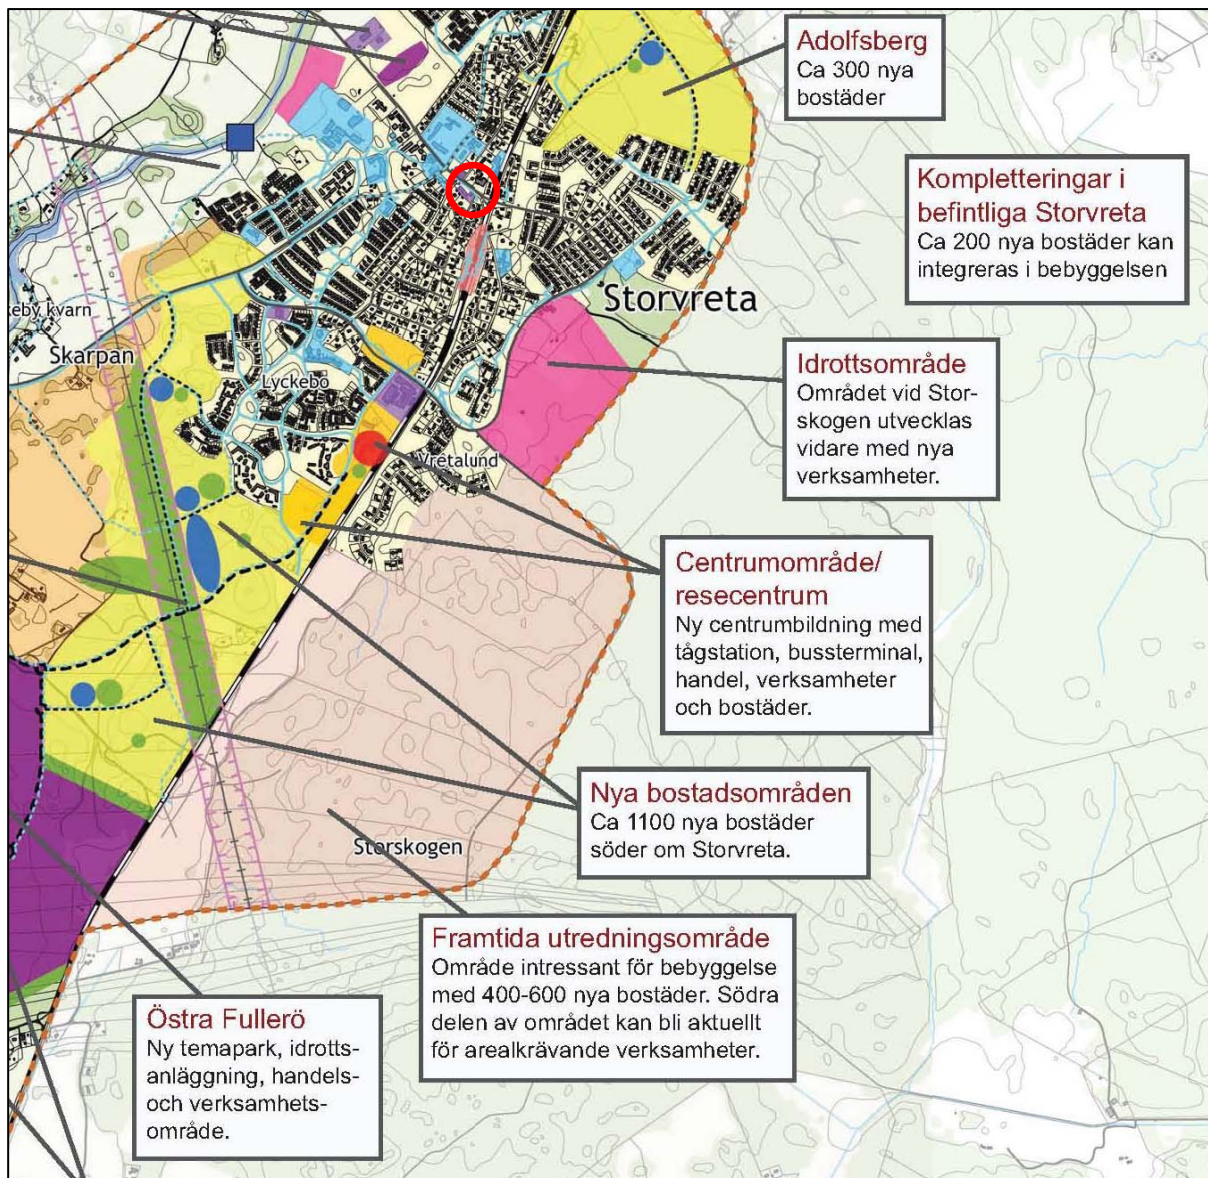 Adolfsberg
Ca 300 nya
bostäder
Kompletteringar i
befintliga Storvreta
Ca 200 nya bostäder kan
integreras i bebyggelsen
Storvreta
eby kvarn
Skarpan
Lyckebo
Vretalund
Idrottsområde
Området vid Stor-
skogen utvecklas
vidare med nya
verksamheter.
Centrumområde/
resecentrum
Ny centrumbildning med
tågstation, bussterminal,
handel, verksamheter
och bostäder.
Nya bostadsområden
Ca 1100 nya bostäder
söder om Storvreta.
Storskogen
Framtida utredningsområde
Område intressant för bebyggelse
med 400-600 nya bostäder. Södra
delen av området kan bli aktuellt
för arealkrävande verksamheter.
Östra Fullerö
Ny temapark, idrotts-
anläggning, handels-
och verksamhets-
område.